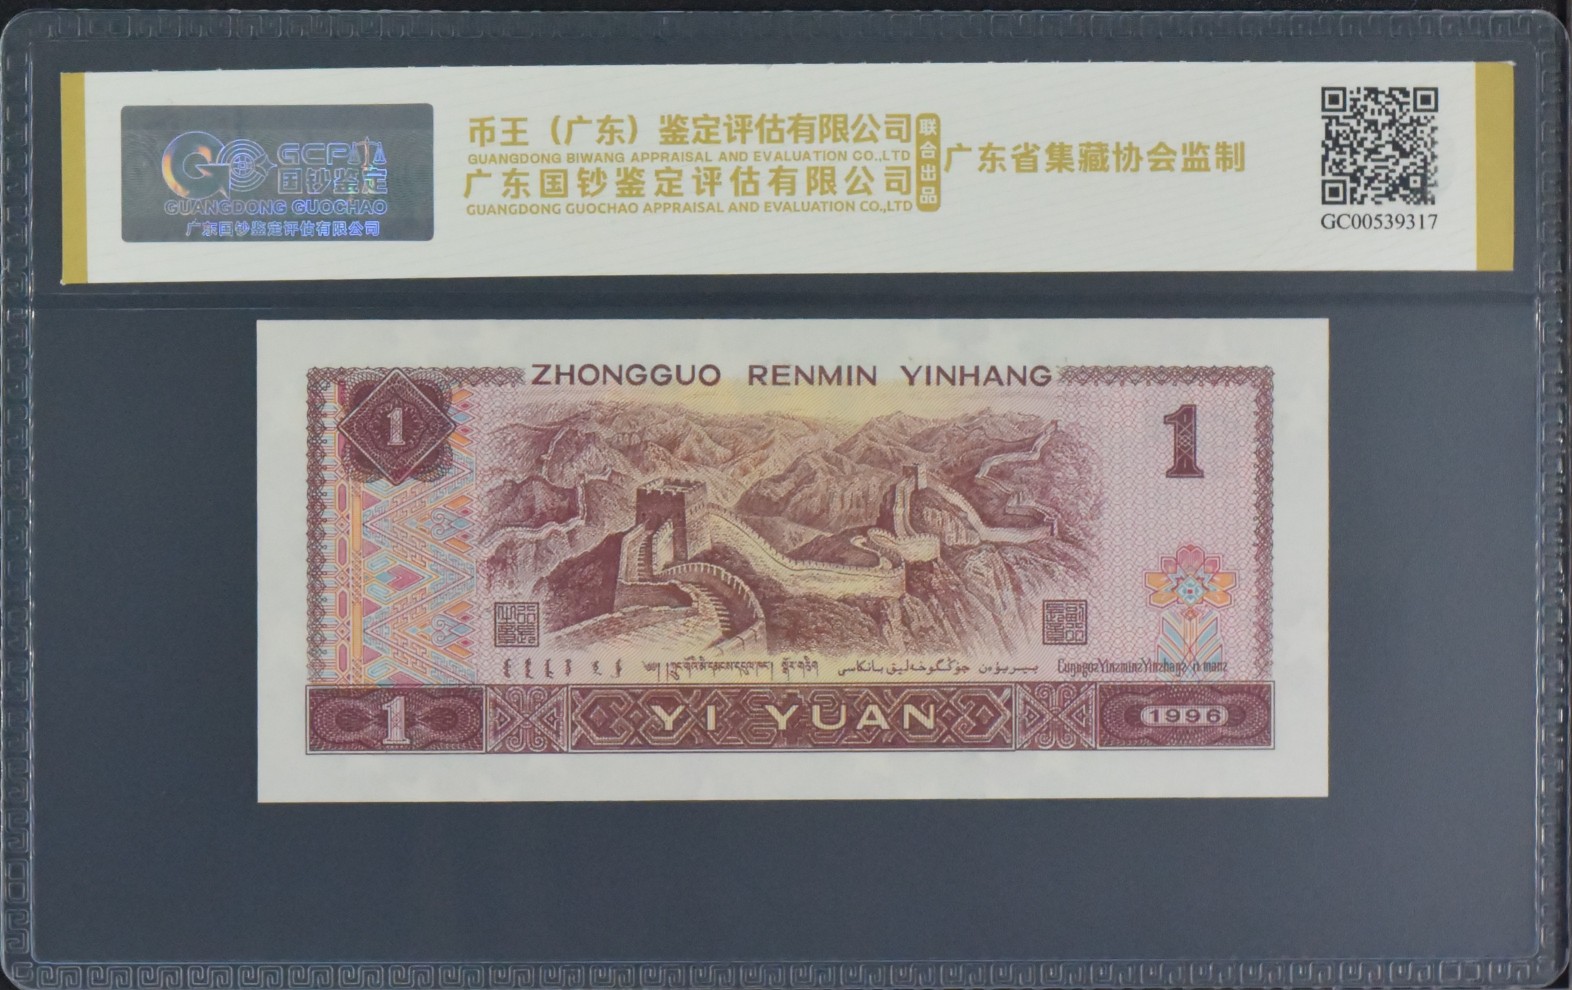 GCPJ
国钞鉴定
GUANGDONG GUOCHAO
广东国钞鉴定评估有限公司
币王（广东）鉴定评估有限公司
GUANGDONG BIWANG APPRAISAL AND EVALUATION CO.,LTD
广东国钞鉴定评估有限公司
GUANGDONG GUOCHAO APPRAISAL AND EVALUATION CO.,LTD
联合出品
广东省集藏协会监制
GC00539317
ZHONGGUO RENMIN YINHANG
1
1
1
YI YUAN
1996